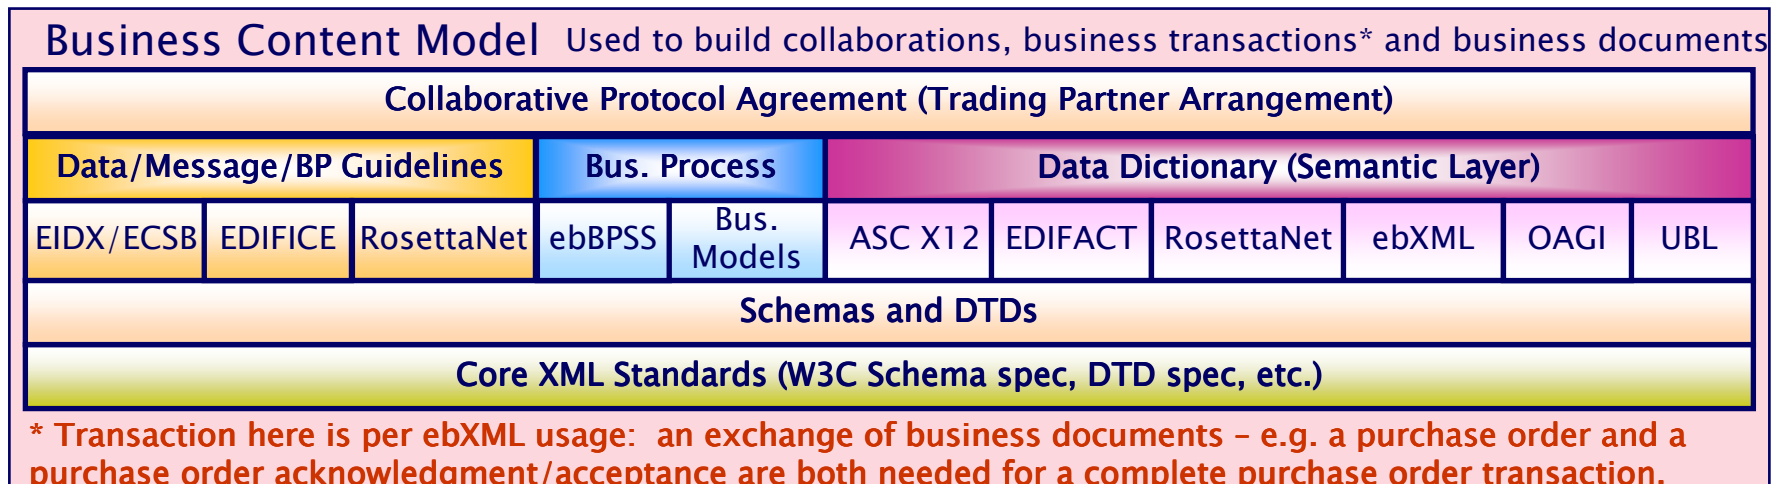 Business Content Model Used to build collaborations, business transactions* and business documents
Collaborative Protocol Agreement (Trading Partner Arrangement)
Data/Message/BP Guidelines Bus. Process Data Dictionary (Semantic Layer)
EIDX/ECSB EDIFICE RosettaNet ebBPSS Bus. Models ASC X12 EDIFACT RosettaNet ebXML OAGI UBL
Schemas and DTDs
Core XML Standards (W3C Schema spec, DTD spec, etc.)
* Transaction here is per ebXML usage: an exchange of business documents – e.g. a purchase order and a
purchase order acknowledgment/acceptance are both needed for a complete purchase order transaction.